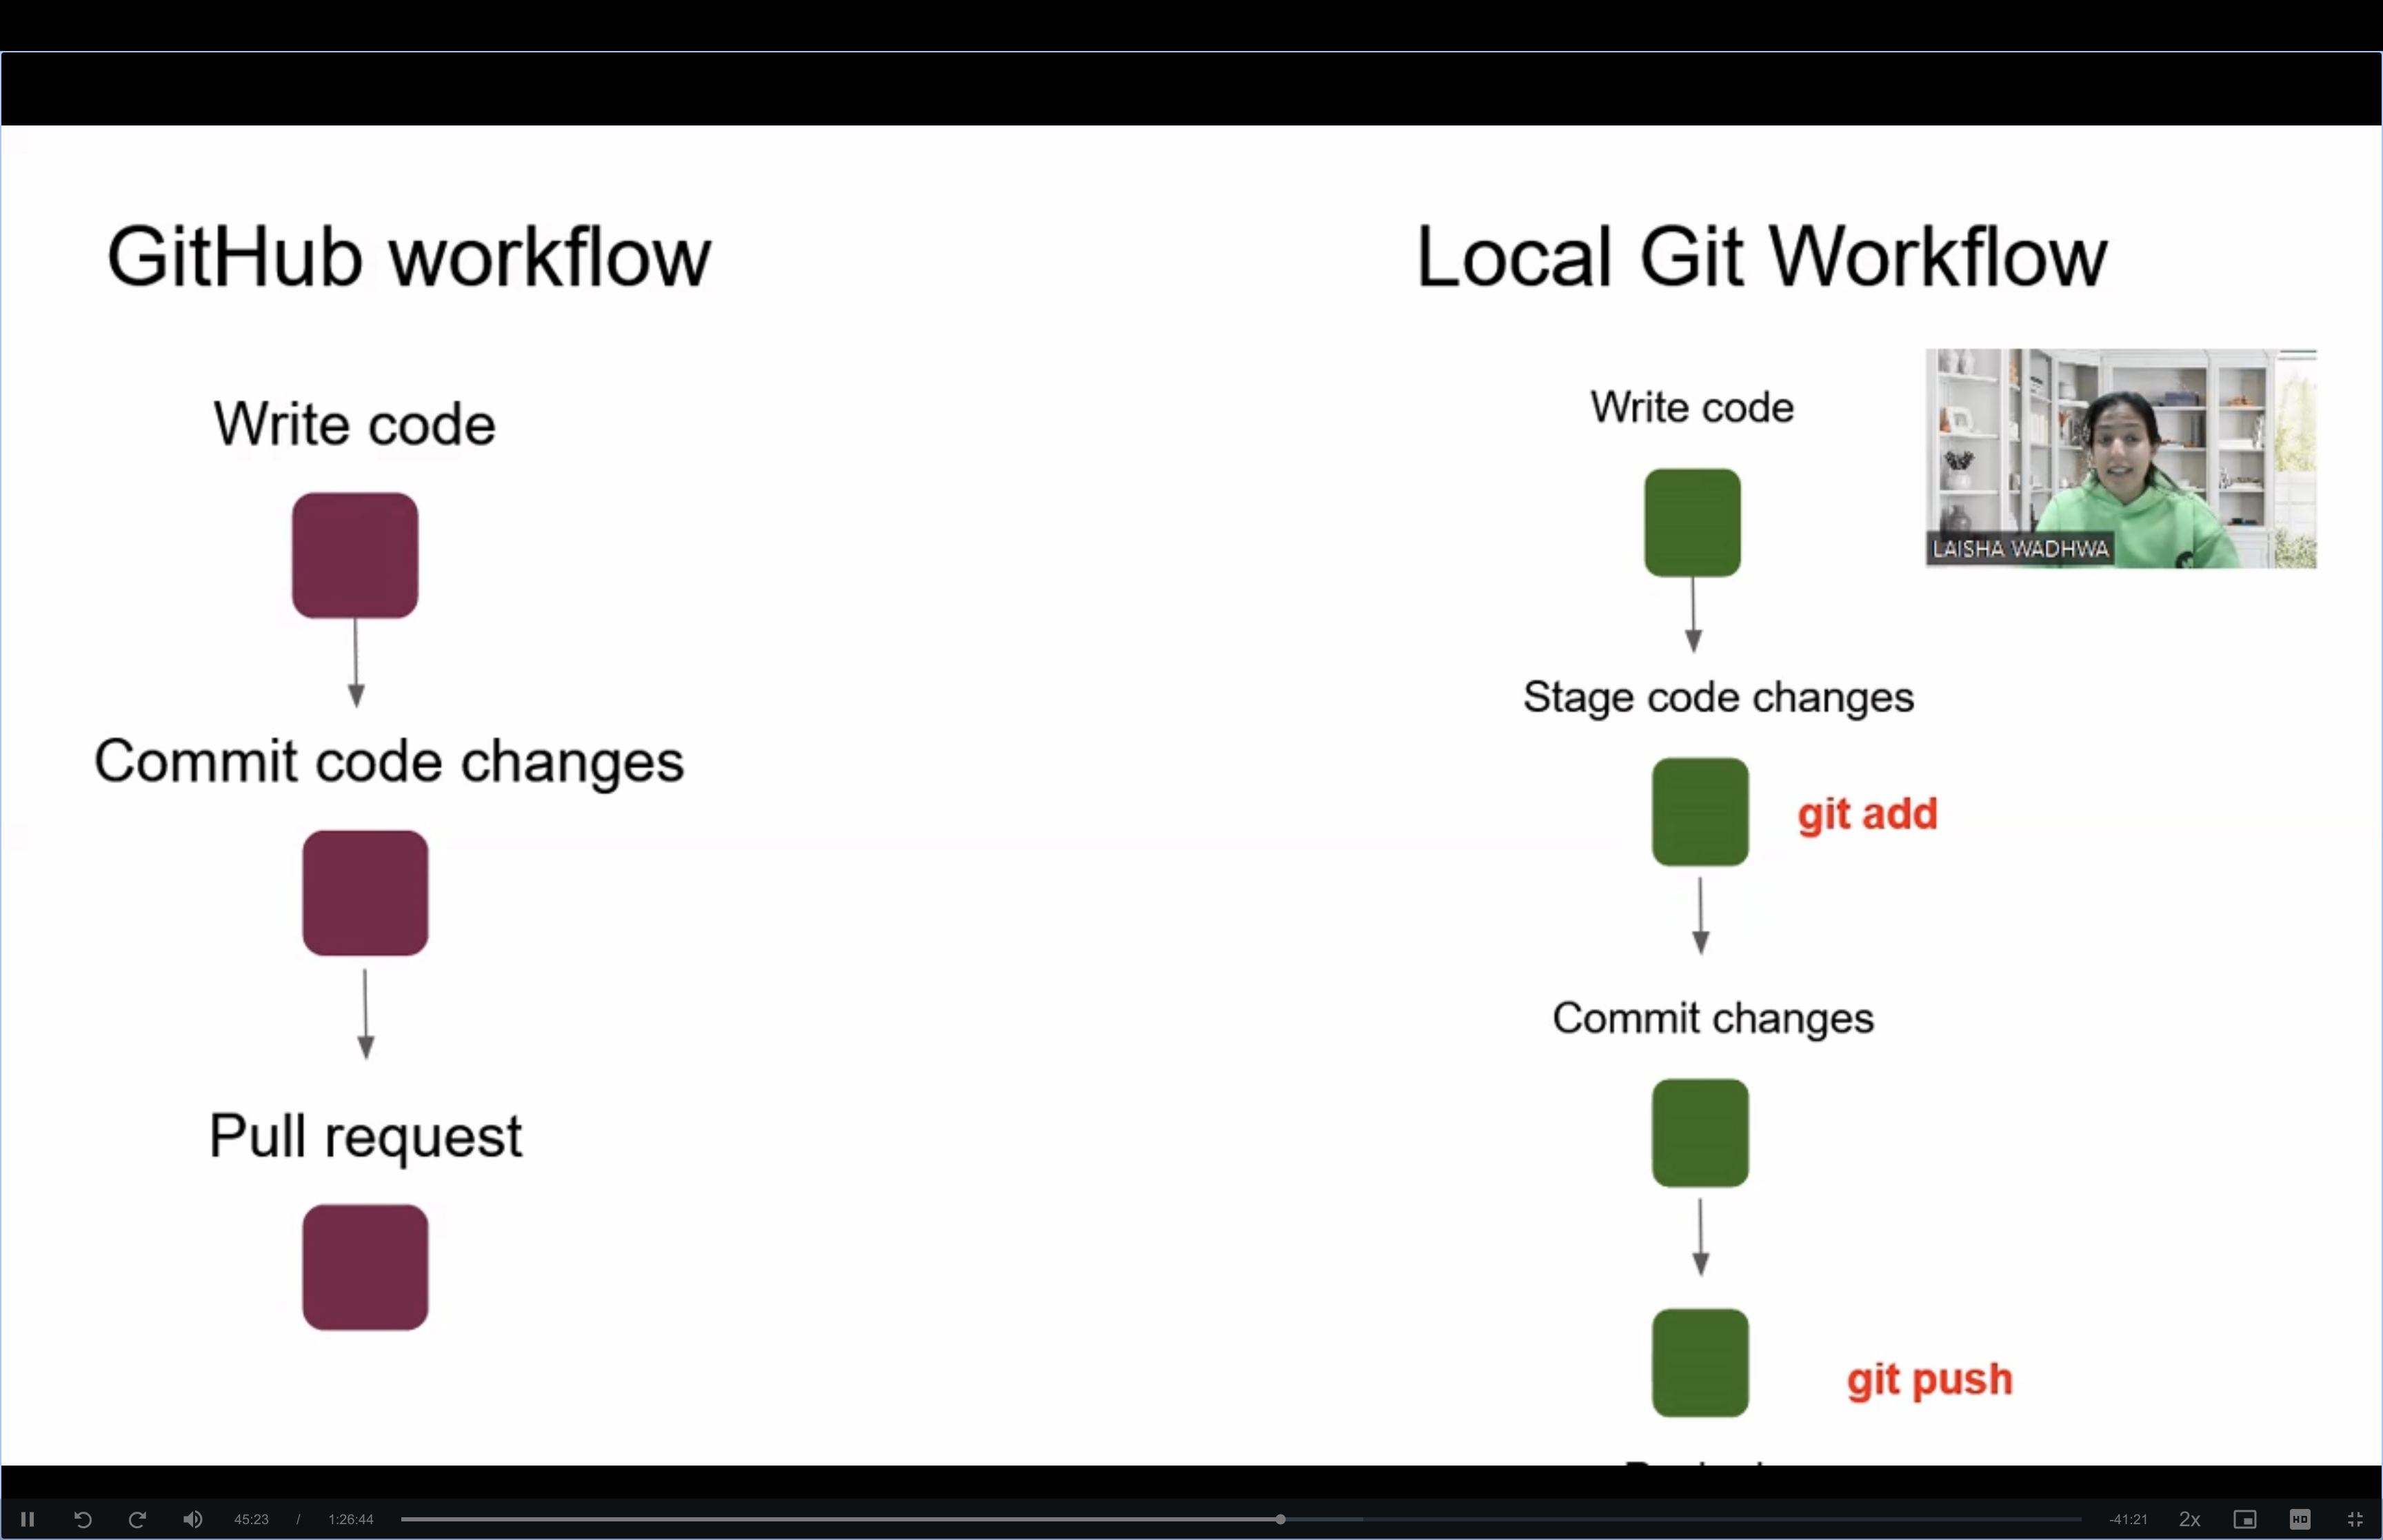 GitHub workflow
Write code
Commit code changes
Pull request
Local Git Workflow
Write code
LAISHA WADHWA
Stage code changes
git add
Commit changes
git push
45:23 / 1:26:44
-41:21
2x
HD